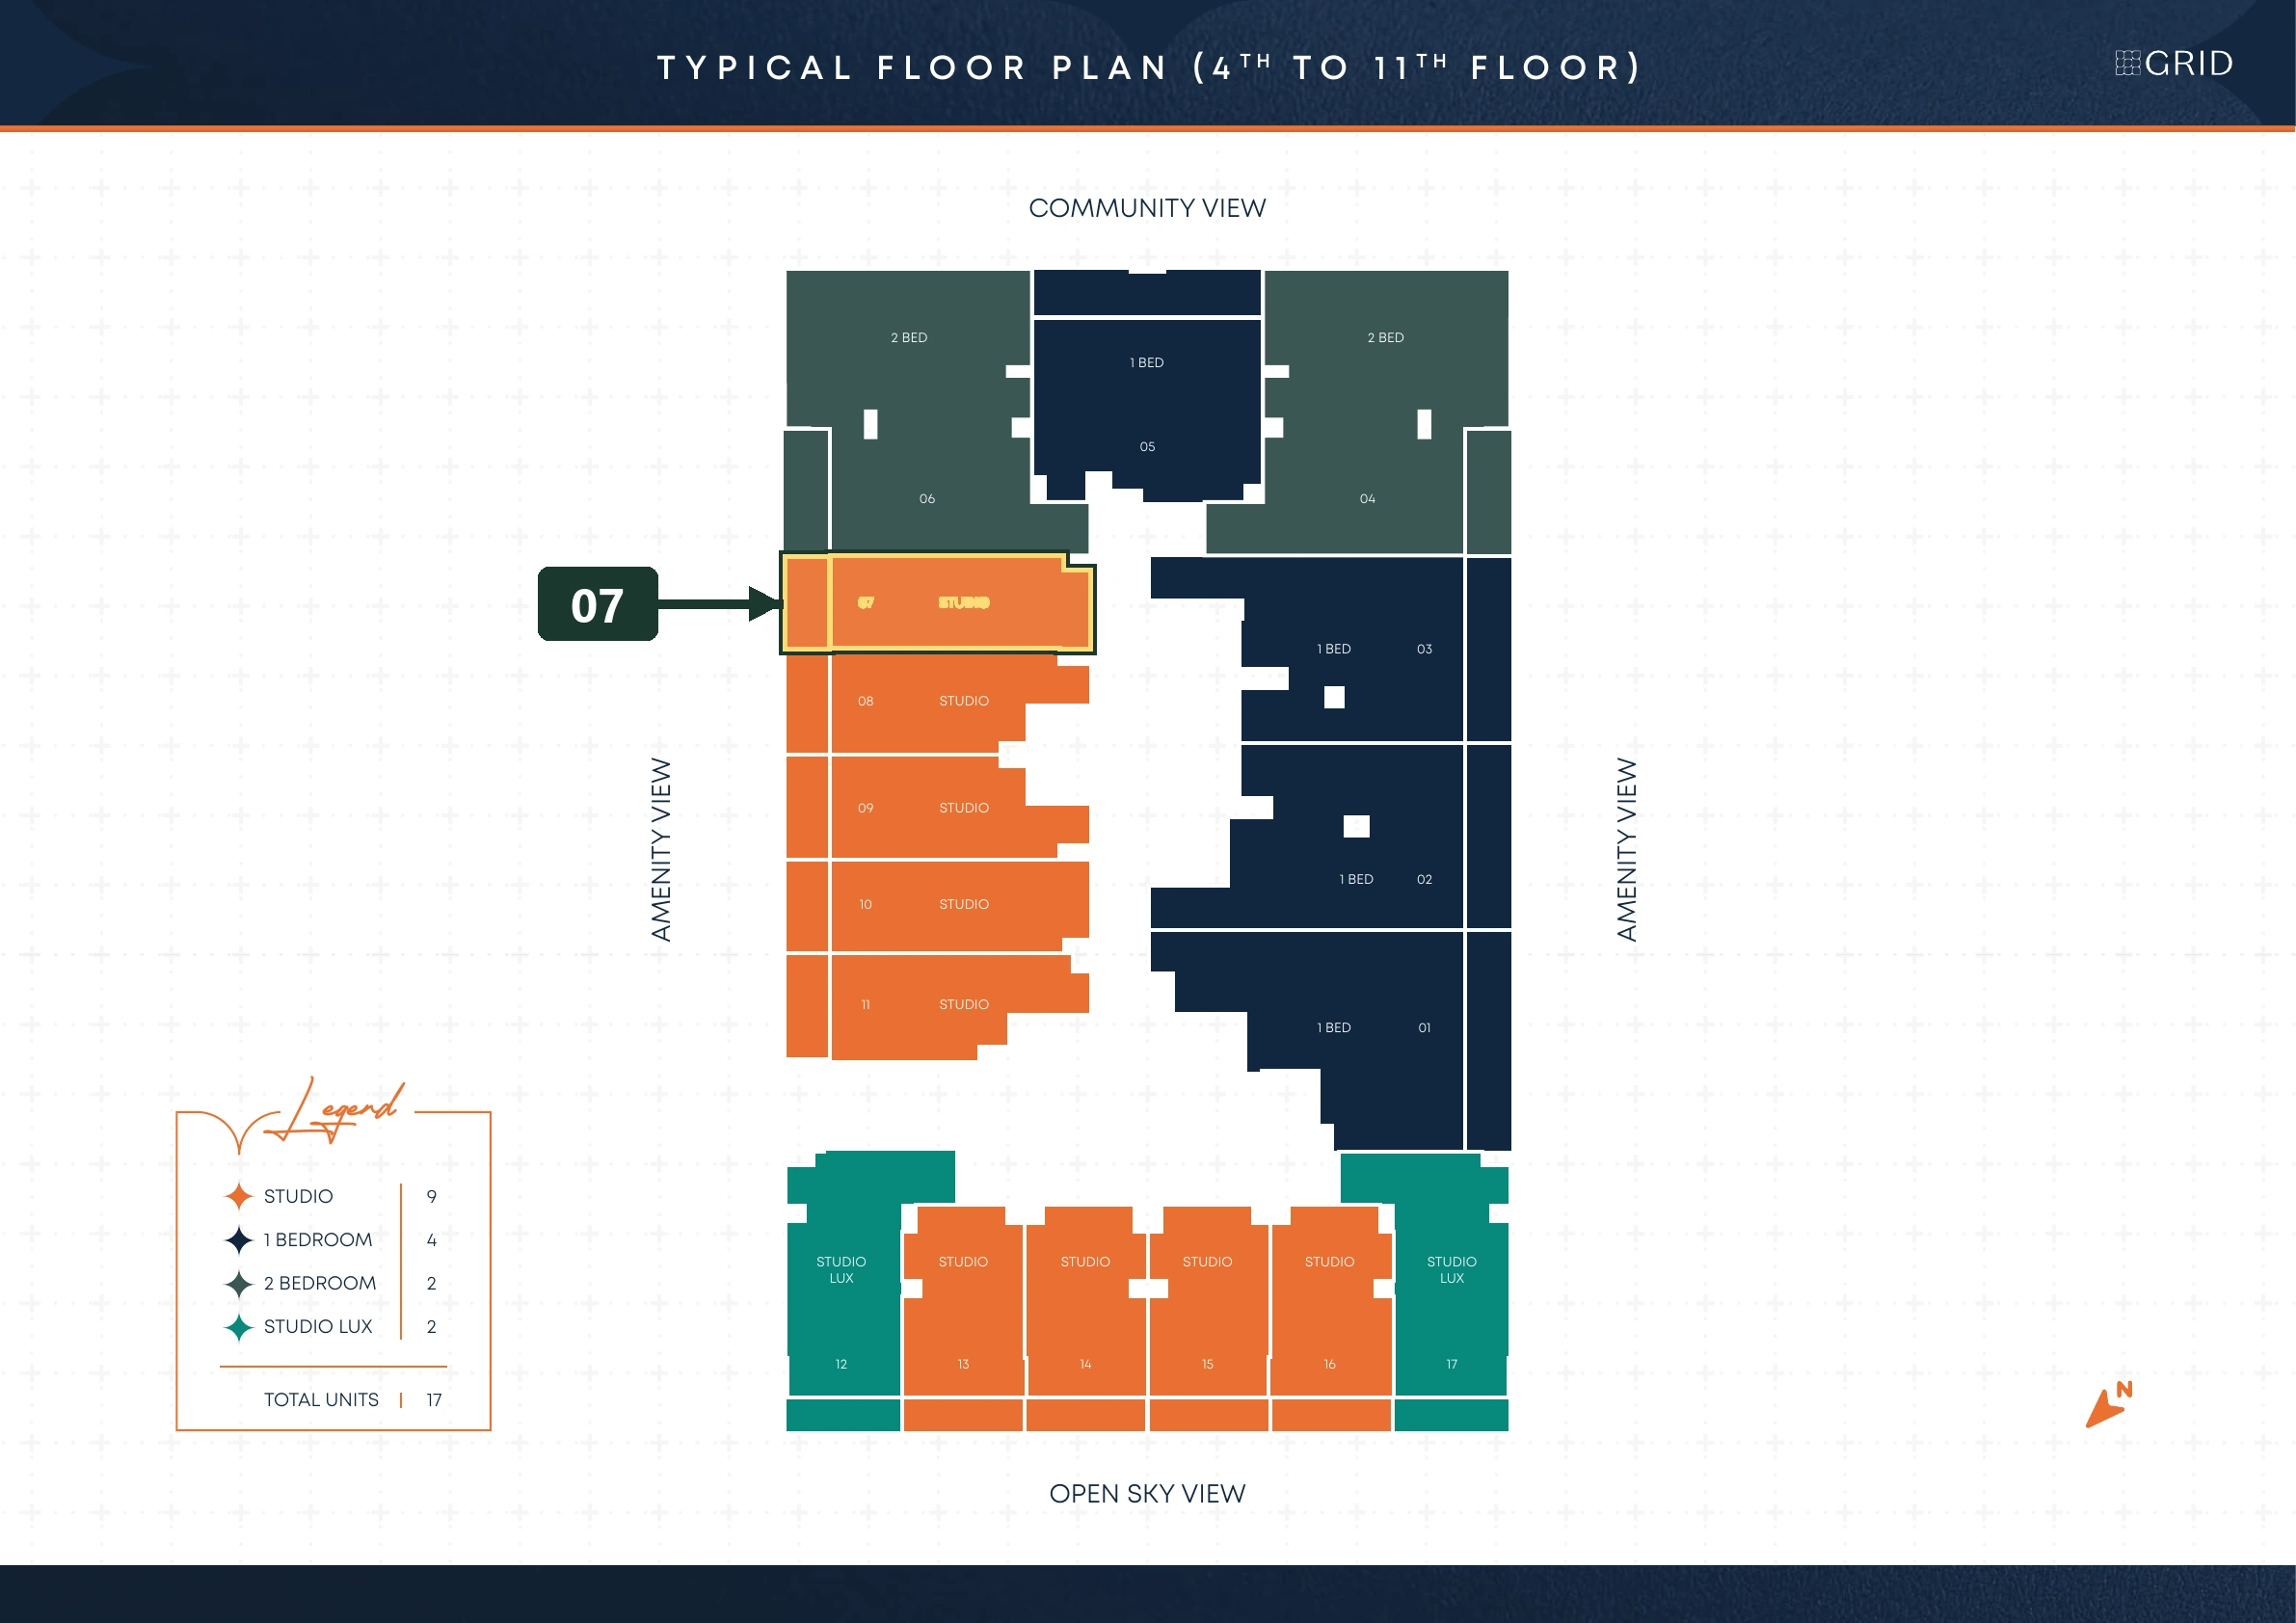 TYPICAL FLOOR PLAN (4TH TO 11TH FLOOR)
GRID
COMMUNITY VIEW
2 BED
1 BED
2 BED
05
06
04
07
07 STUDIO
1 BED 03
08 STUDIO
AMENITY VIEW
AMENITY VIEW
09 STUDIO
1 BED 02
10 STUDIO
11 STUDIO
1 BED 01
Legend
STUDIO 9
1 BEDROOM 4
2 BEDROOM 2
STUDIO LUX 2
TOTAL UNITS 17
STUDIO LUX
STUDIO
STUDIO
STUDIO
STUDIO
STUDIO LUX
12
13
14
15
16
17
N
OPEN SKY VIEW